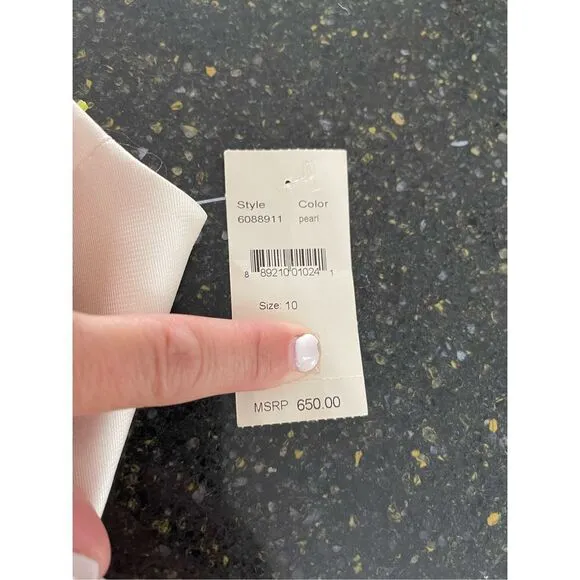 Style Color
6088911 pearl
8 89210 01024 1
Size: 10
MSRP 650.00